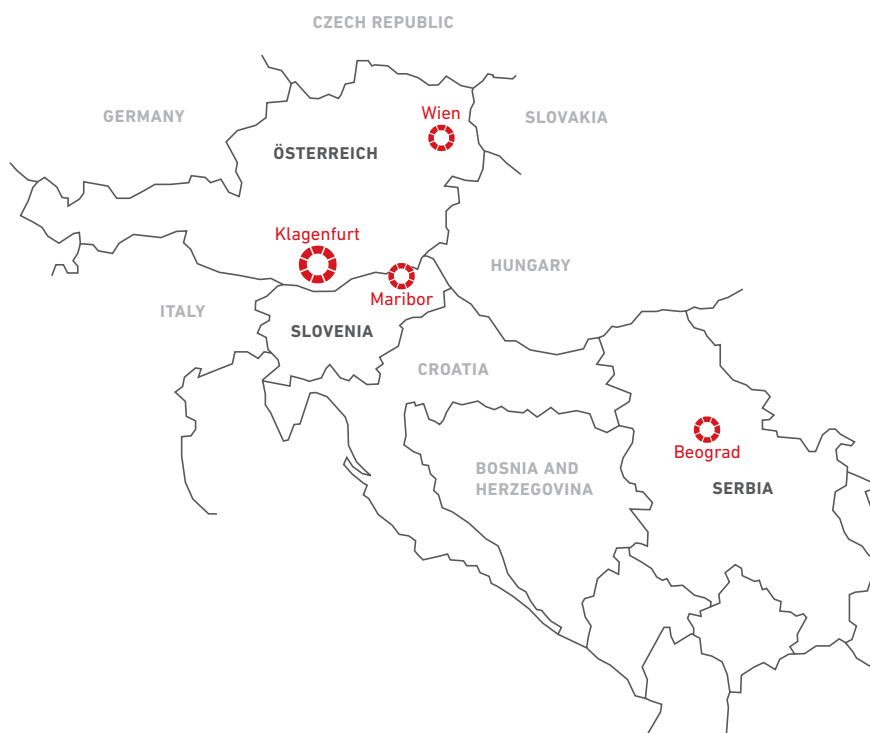 CZECH REPUBLIC
GERMANY
Wien
SLOVAKIA
ÖSTERREICH
Klagenfurt
HUNGARY
Maribor
ITALY
SLOVENIA
CROATIA
Beograd
BOSNIA AND
HERZEGOVINA
SERBIA